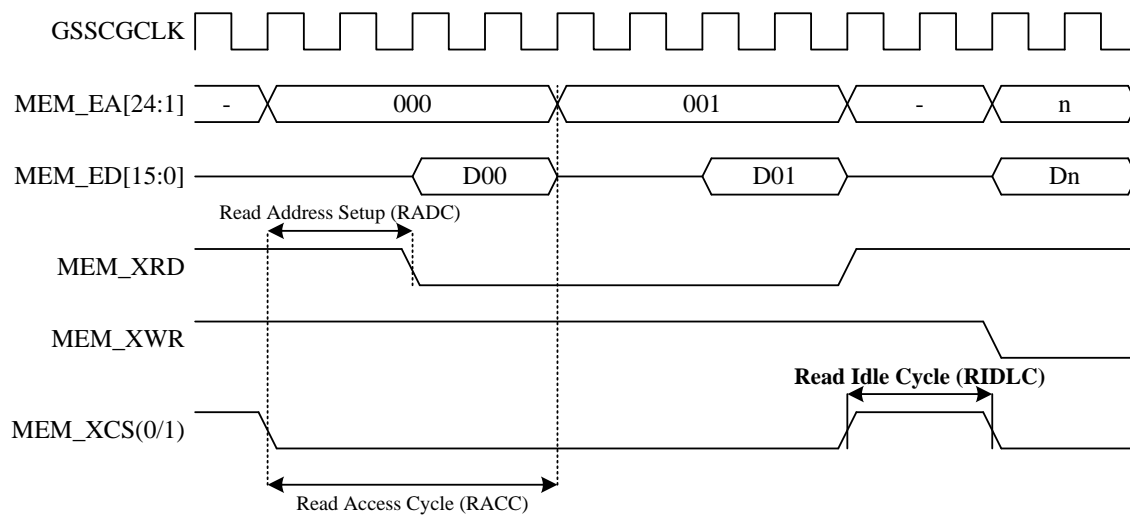 GSSCGCLK
MEM_EA[24:1] - 000 001 - n
MEM_ED[15:0] D00 D01 Dn
Read Address Setup (RADC)
MEM_XRD
MEM_XWR
Read Idle Cycle (RIDLC)
MEM_XCS(0/1)
Read Access Cycle (RACC)